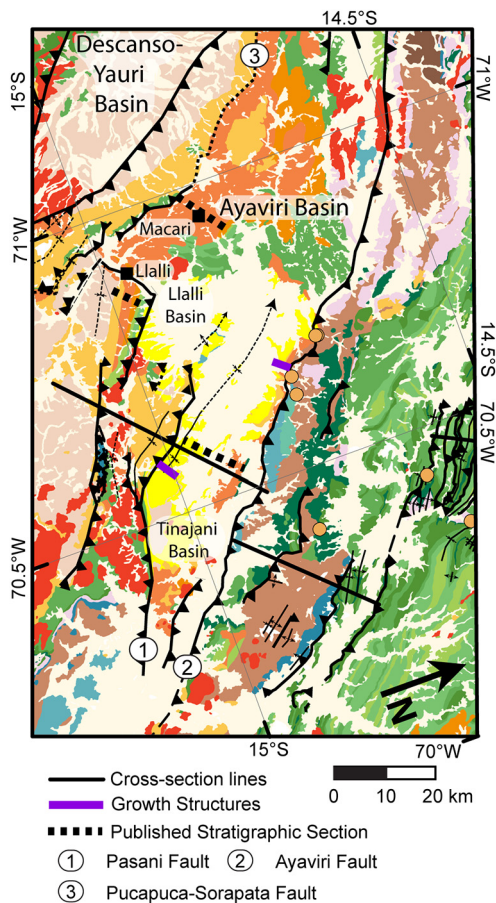 14.5°S
Descanso-
Yauri
Basin
3
71°W
15°S
Ayaviri Basin
Macari
71°W
Llalli
Llalli
Basin
14.5°S
70.5°W
Tinajani
Basin
70.5°W
1
2
N
15°S
70°W
Cross-section lines
Growth Structures
0 10 20 km
Published Stratigraphic Section
1 Pasani Fault 2 Ayaviri Fault
3 Pucapuca-Sorapata Fault